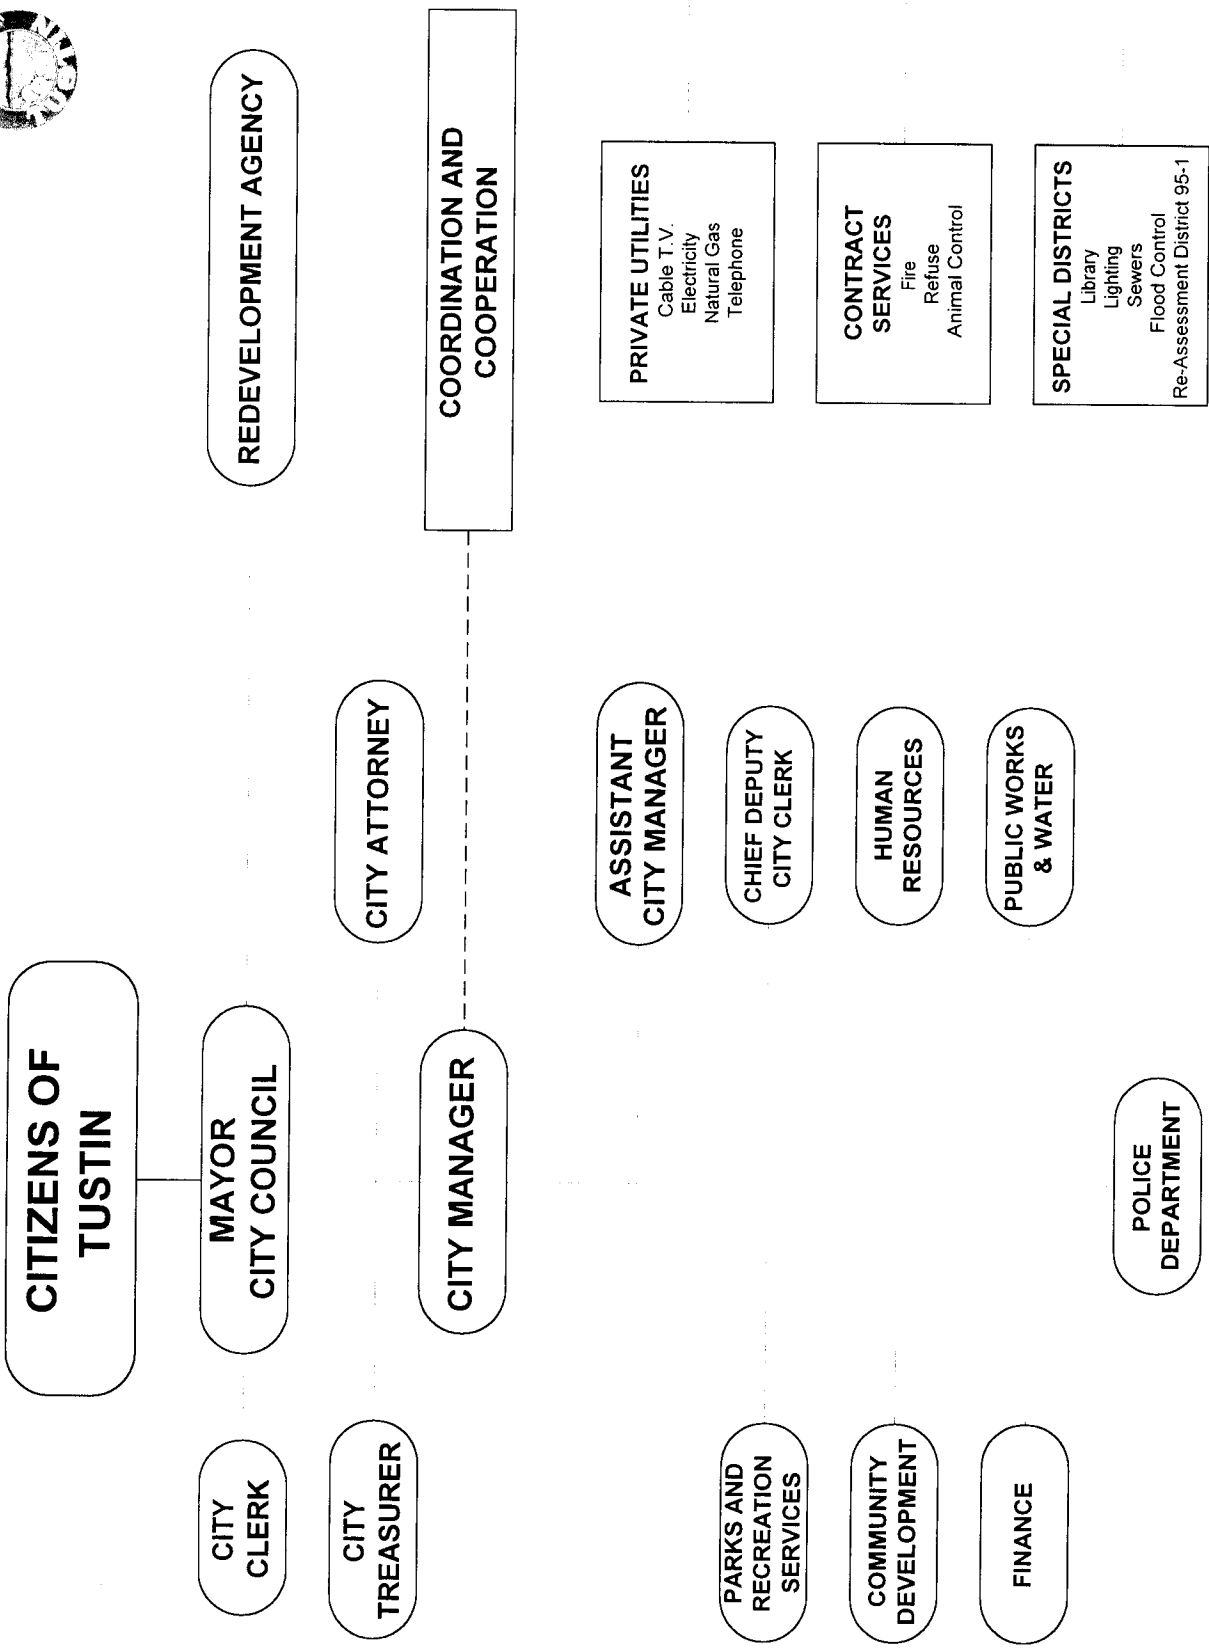 CITIZENS OF
TUSTIN
CITY
CLERK
MAYOR
CITY COUNCIL
REDEVELOPMENT AGENCY
CITY
TREASURER
CITY ATTORNEY
CITY MANAGER
COORDINATION AND
COOPERATION
ASSISTANT
CITY MANAGER
PRIVATE UTILITIES
Cable T.V.
Electricity
Natural Gas
Telephone
PARKS AND
RECREATION
SERVICES
CHIEF DEPUTY
CITY CLERK
CONTRACT
SERVICES
Fire
Refuse
Animal Control
COMMUNITY
DEVELOPMENT
HUMAN
RESOURCES
FINANCE
PUBLIC WORKS
& WATER
SPECIAL DISTRICTS
Library
Lighting
Sewers
Flood Control
Re-Assessment District 95-1
POLICE
DEPARTMENT